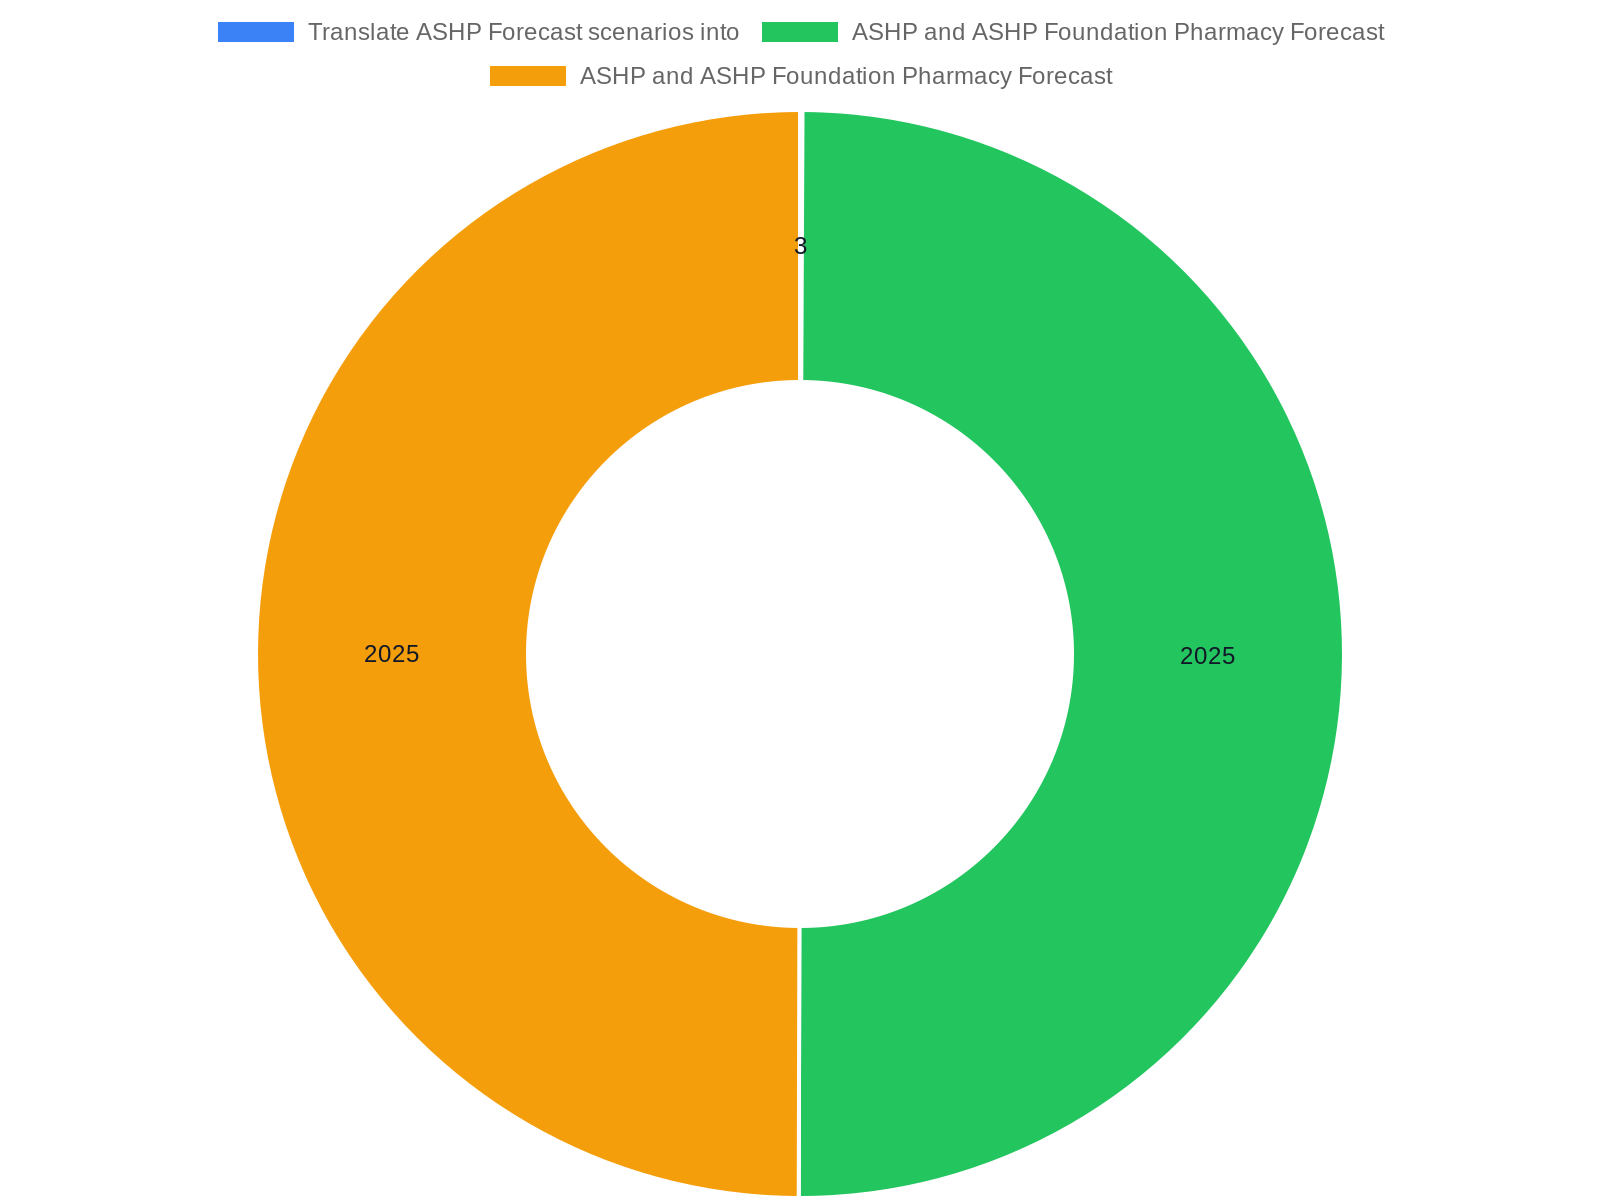 Translate ASHP Forecast scenarios into
ASHP and ASHP Foundation Pharmacy Forecast
ASHP and ASHP Foundation Pharmacy Forecast
3
2025
2025